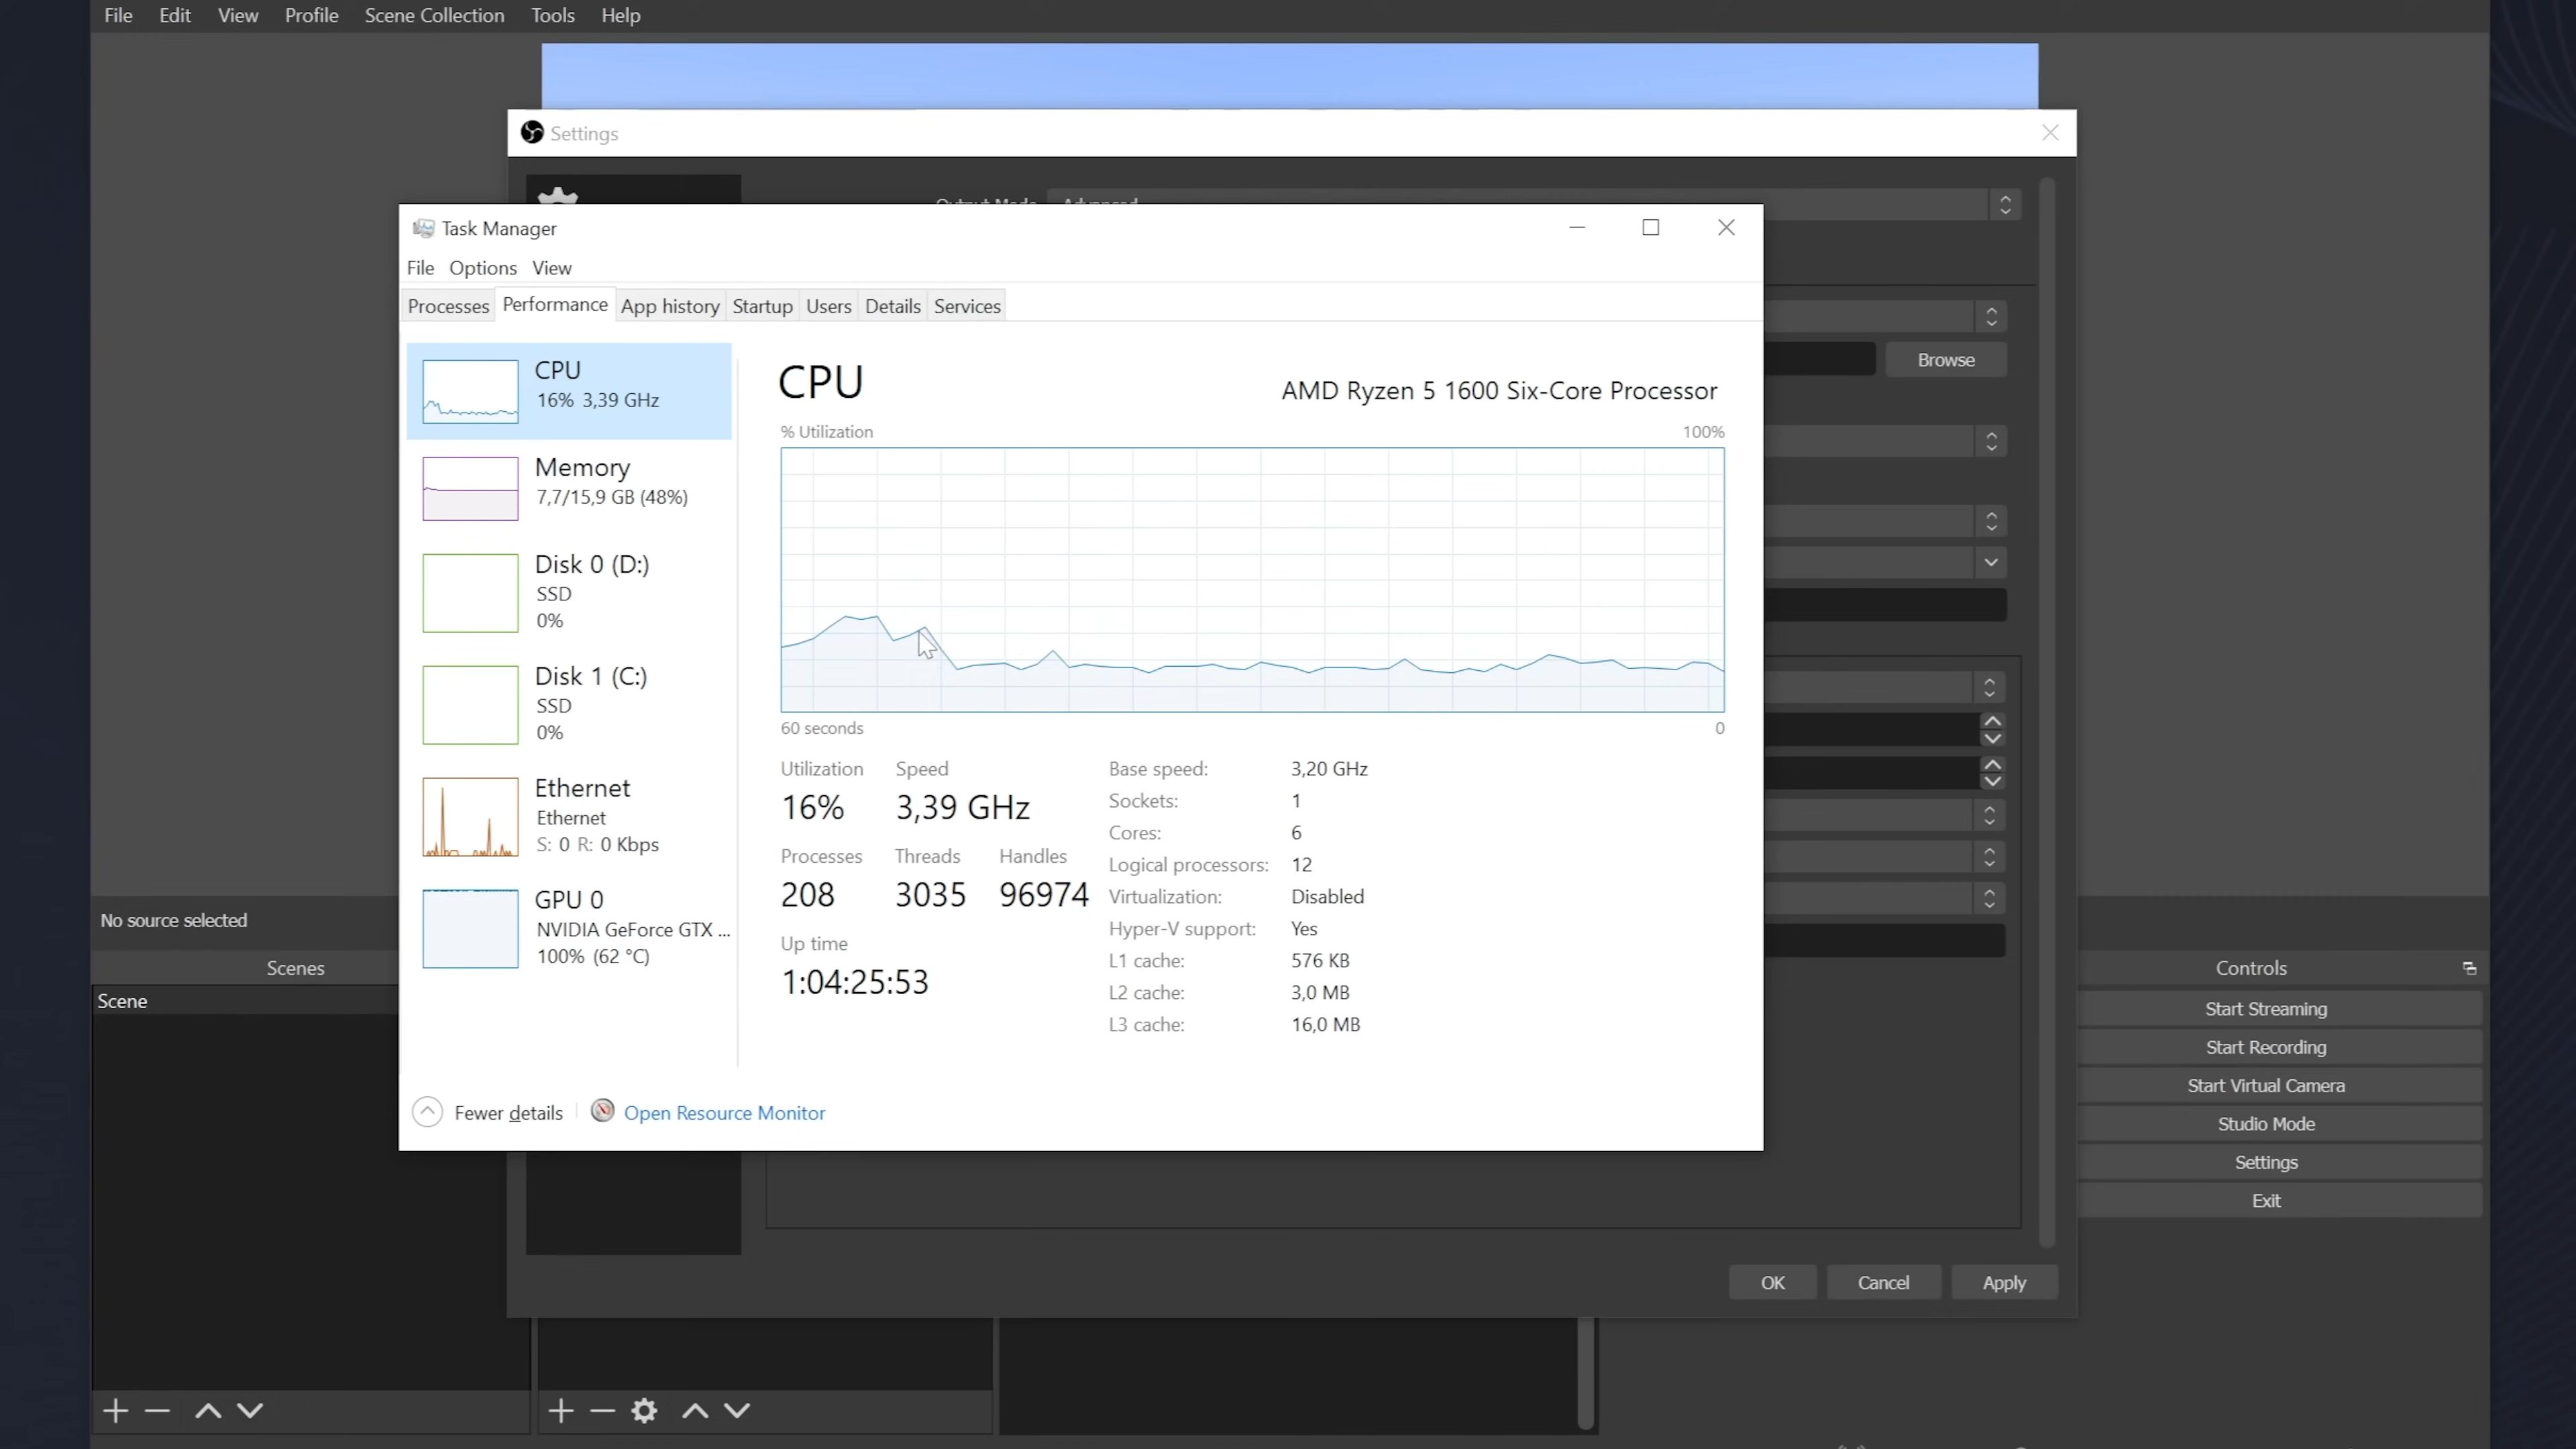 File Edit View Profile Scene Collection Tools Help
Settings
Output Mode Advanced
Task Manager
File Options View
Processes Performance App history Startup Users Details Services
CPU
16% 3,39 GHz
Memory
7,7/15,9 GB (48%)
Disk 0 (D:)
SSD
0%
Disk 1 (C:)
SSD
0%
Ethernet
Ethernet
S: 0 R: 0 Kbps
GPU 0
NVIDIA GeForce GTX ...
100% (62 °C)
CPU
AMD Ryzen 5 1600 Six-Core Processor
% Utilization 100%
60 seconds 0
Utilization Speed
16% 3,39 GHz
Processes Threads Handles
208 3035 96974
Up time
1:04:25:53
Base speed: 3,20 GHz
Sockets: 1
Cores: 6
Logical processors: 12
Virtualization: Disabled
Hyper-V support: Yes
L1 cache: 576 KB
L2 cache: 3,0 MB
L3 cache: 16,0 MB
Fewer details Open Resource Monitor
Browse
OK Cancel Apply
No source selected
Scenes
Scene
Controls
Start Streaming
Start Recording
Start Virtual Camera
Studio Mode
Settings
Exit